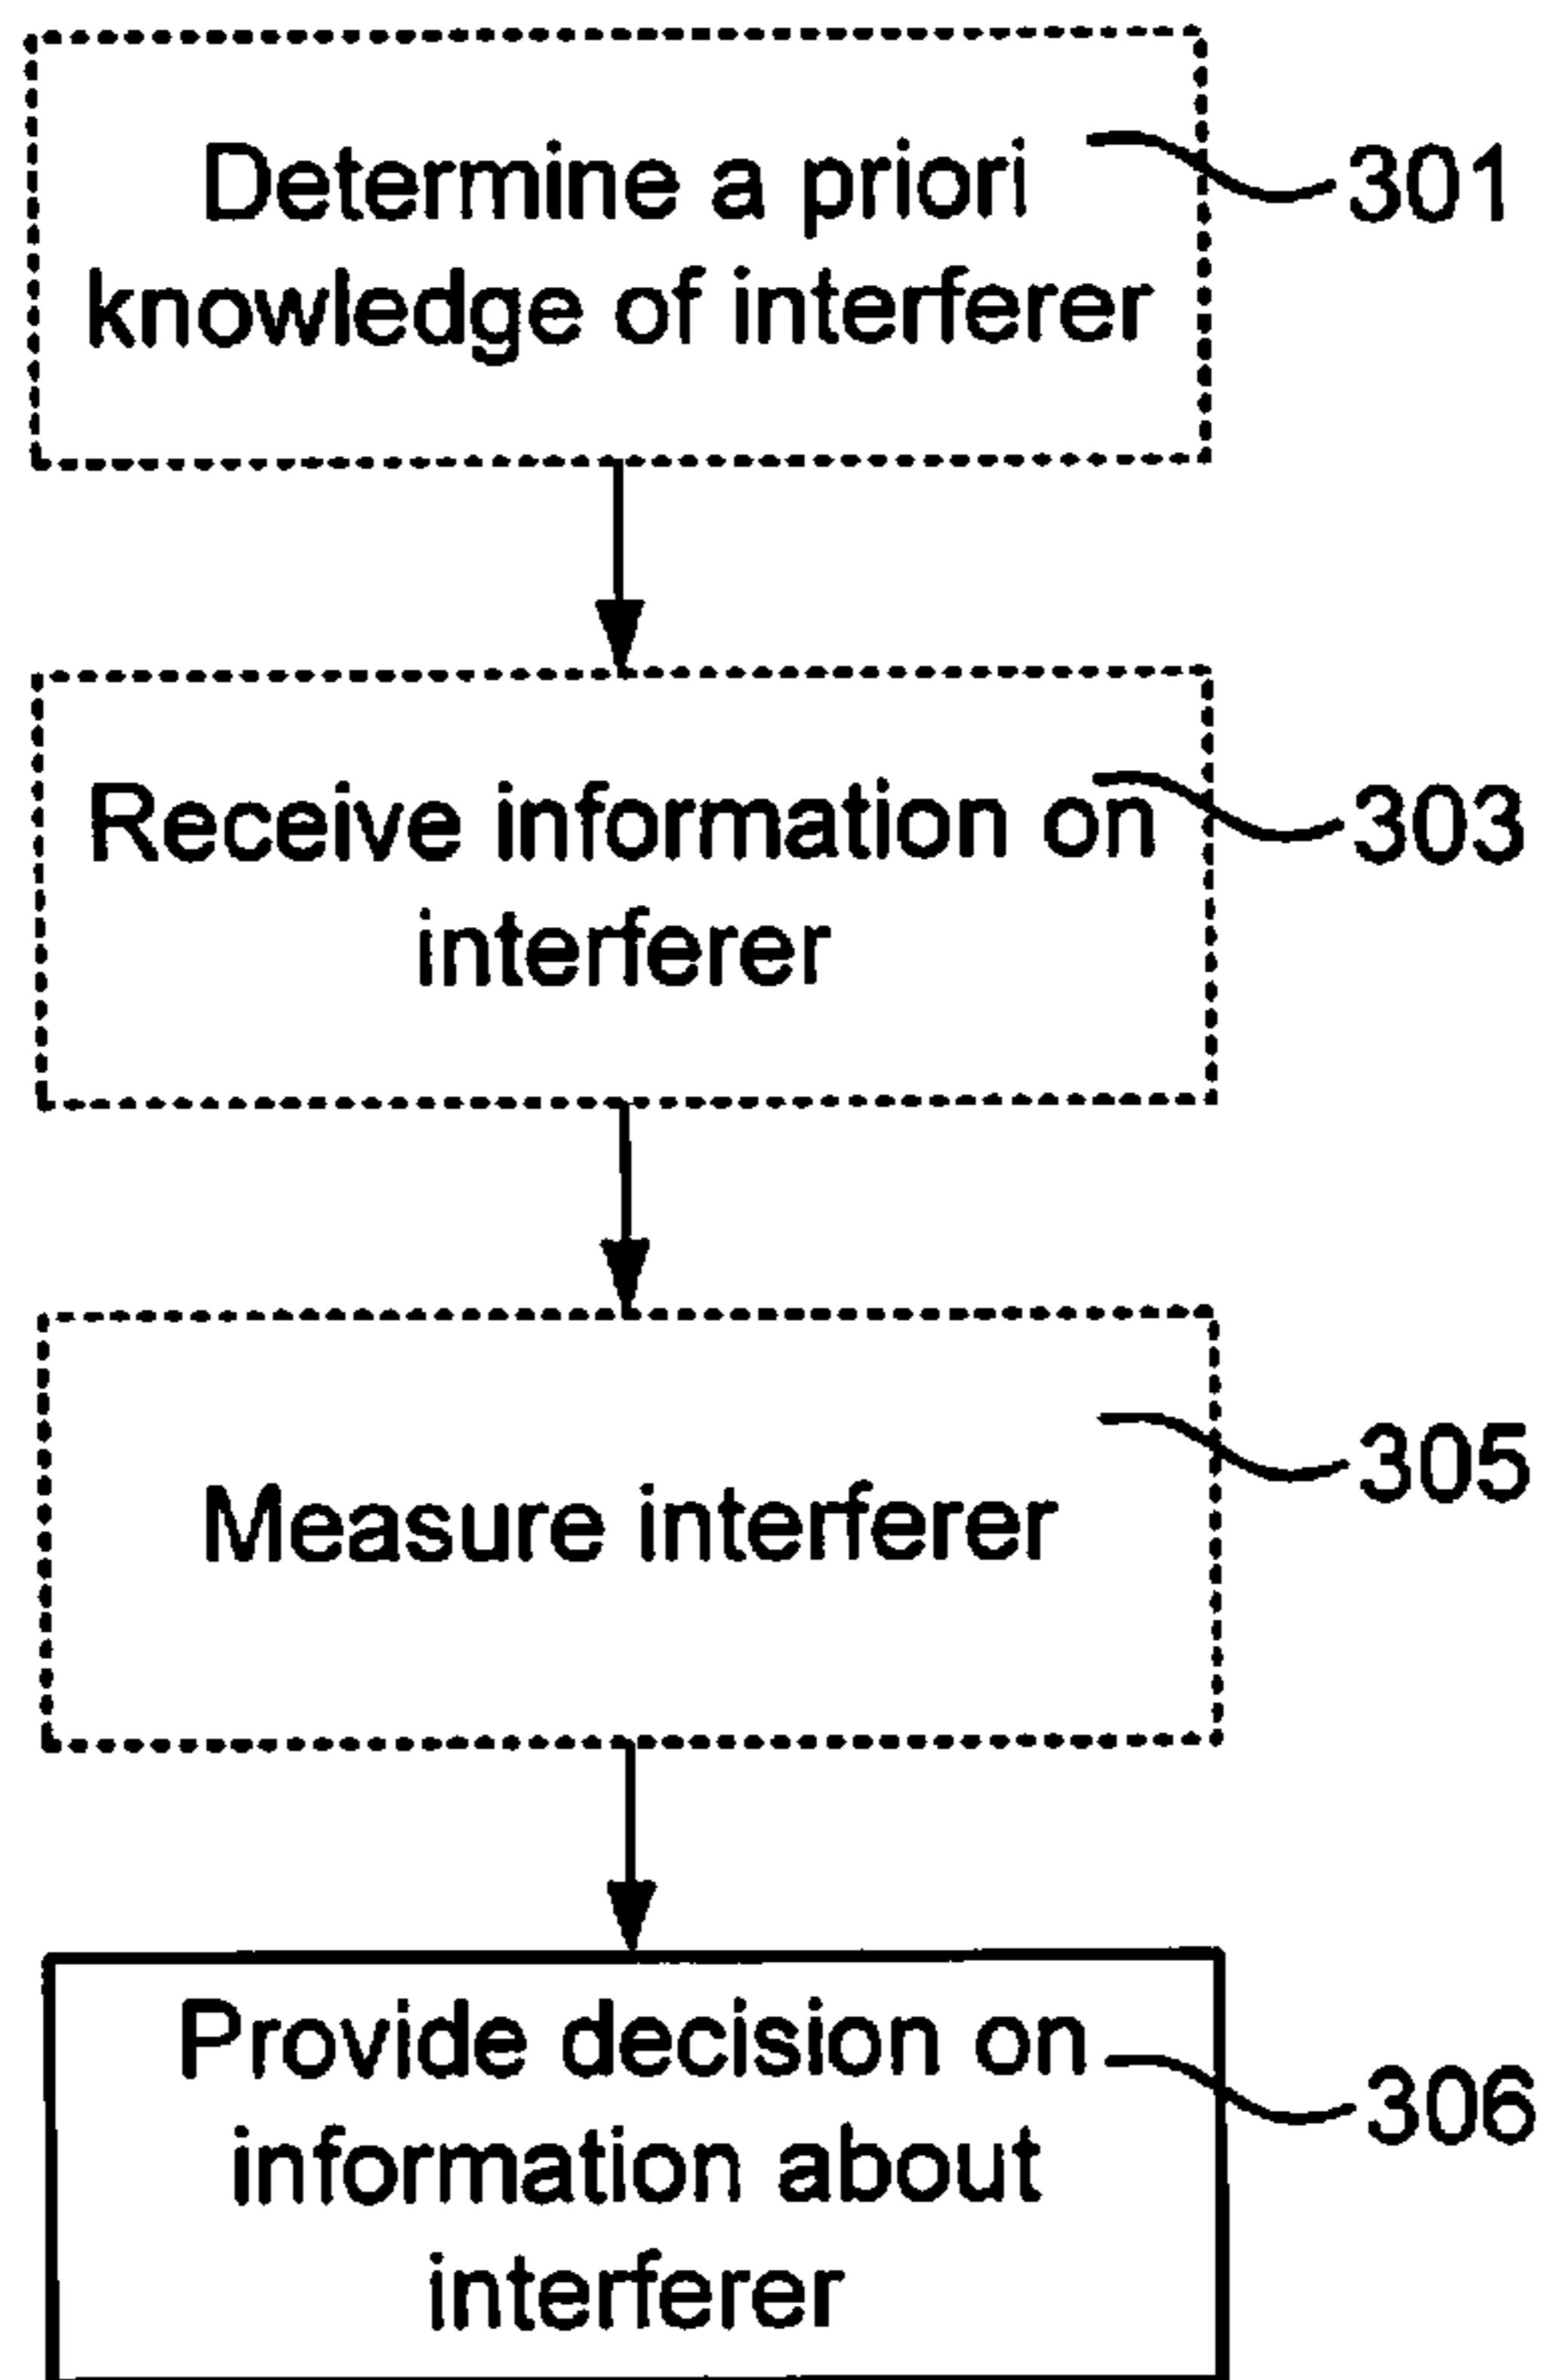 Determine a priori
knowledge of interferer
301
Receive information on
interferer
303
Measure interferer
305
Provide decision on
information about
interferer
306